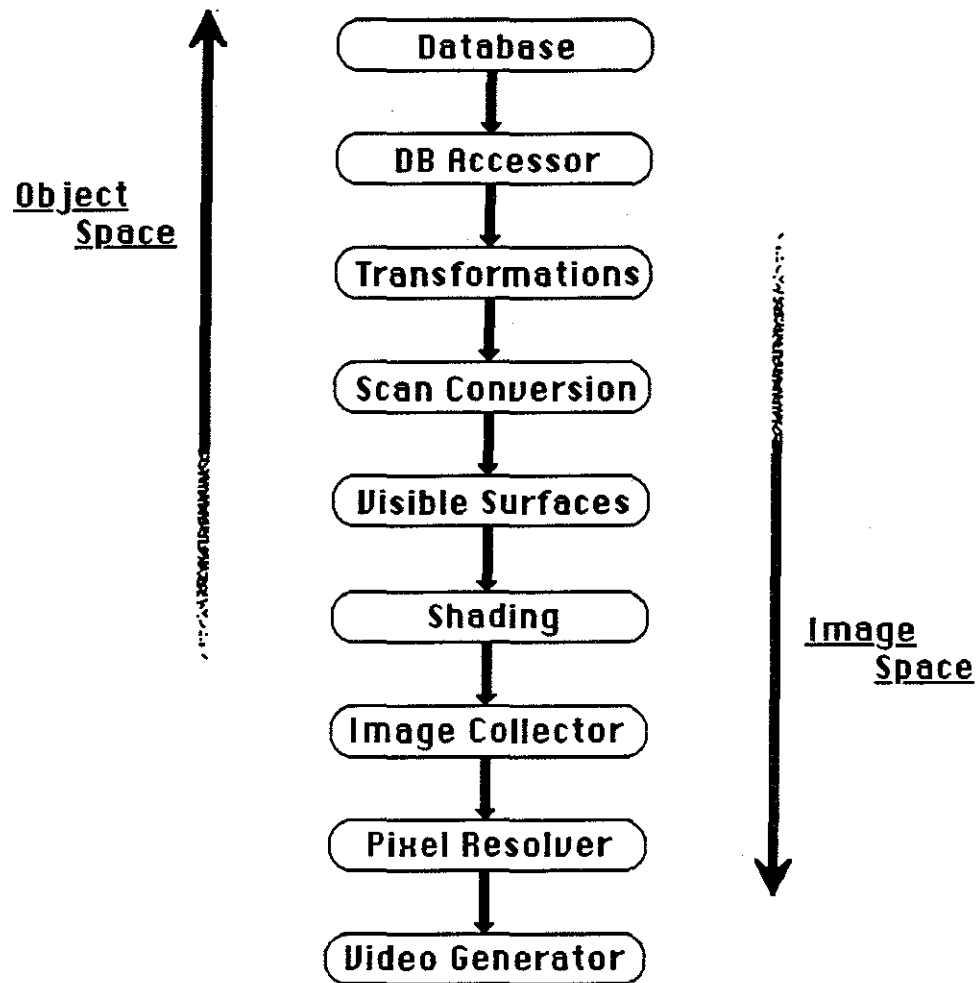 Database
DB Accessor
Object
Space
Transformations
Scan Conversion
Visible Surfaces
Shading
Image
Space
Image Collector
Pixel Resolver
Video Generator